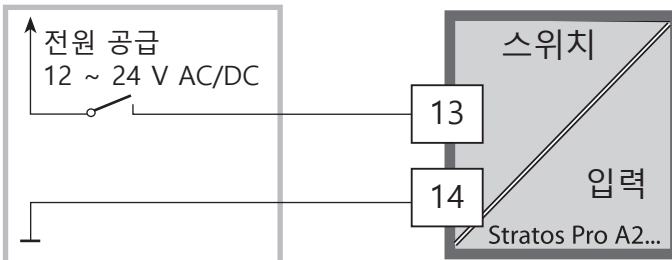 전원 공급
12 ~ 24 V AC/DC
스위치
13
14
입력
Stratos Pro A2...